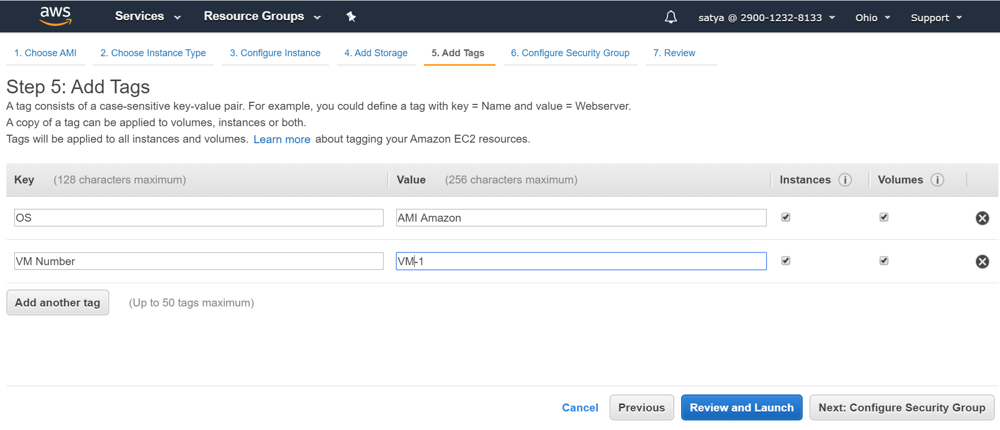 aws Services Resource Groups satya @ 2900-1232-8133 Ohio Support
1. Choose AMI 2. Choose Instance Type 3. Configure Instance 4. Add Storage 5. Add Tags 6. Configure Security Group 7. Review
Step 5: Add Tags
A tag consists of a case-sensitive key-value pair. For example, you could define a tag with key = Name and value = Webserver.
A copy of a tag can be applied to volumes, instances or both.
Tags will be applied to all instances and volumes. Learn more about tagging your Amazon EC2 resources.
Key (128 characters maximum) Value (256 characters maximum) Instances i Volumes i
OS AMI Amazon
VM Number VM-1
Add another tag (Up to 50 tags maximum)
Cancel Previous Review and Launch Next: Configure Security Group